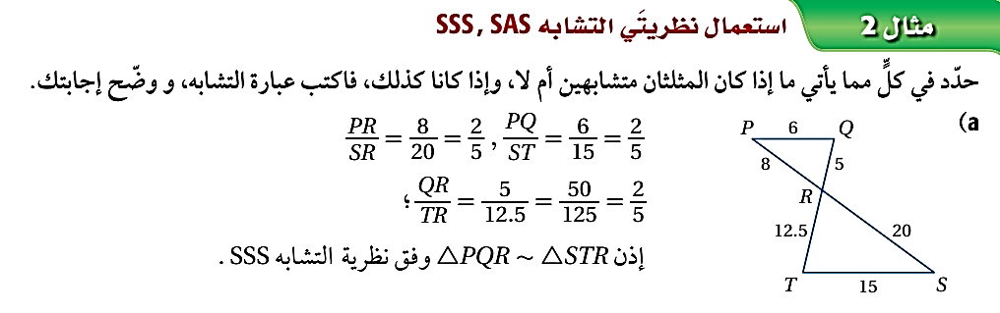 مثال 2 استعمال نظريتَي التشابه SSS, SAS
حدّد في كلٍّ مما يأتي ما إذا كان المثلثان متشابهين أم لا، وإذا كانا كذلك، فاكتب عبارة التشابه، و وضّح إجابتك.
(a
PR/SR = 8/20 = 2/5 , PQ/ST = 6/15 = 2/5
QR/TR = 5/12.5 = 50/125 = 2/5 ؛
إذن △PQR ~ △STR وفق نظرية التشابه SSS .
P 6 Q
8 5
R
12.5 20
T 15 S